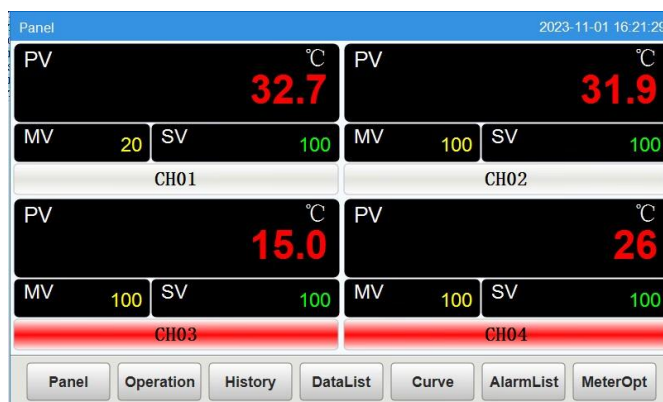 Panel 2023-11-01 16:21:29
PV ℃ PV ℃
32.7 31.9
MV 20 SV 100 MV 100 SV 100
CH01 CH02
PV ℃ PV ℃
15.0 26
MV 100 SV 100 MV 100 SV 100
CH03 CH04
Panel Operation History DataList Curve AlarmList MeterOpt